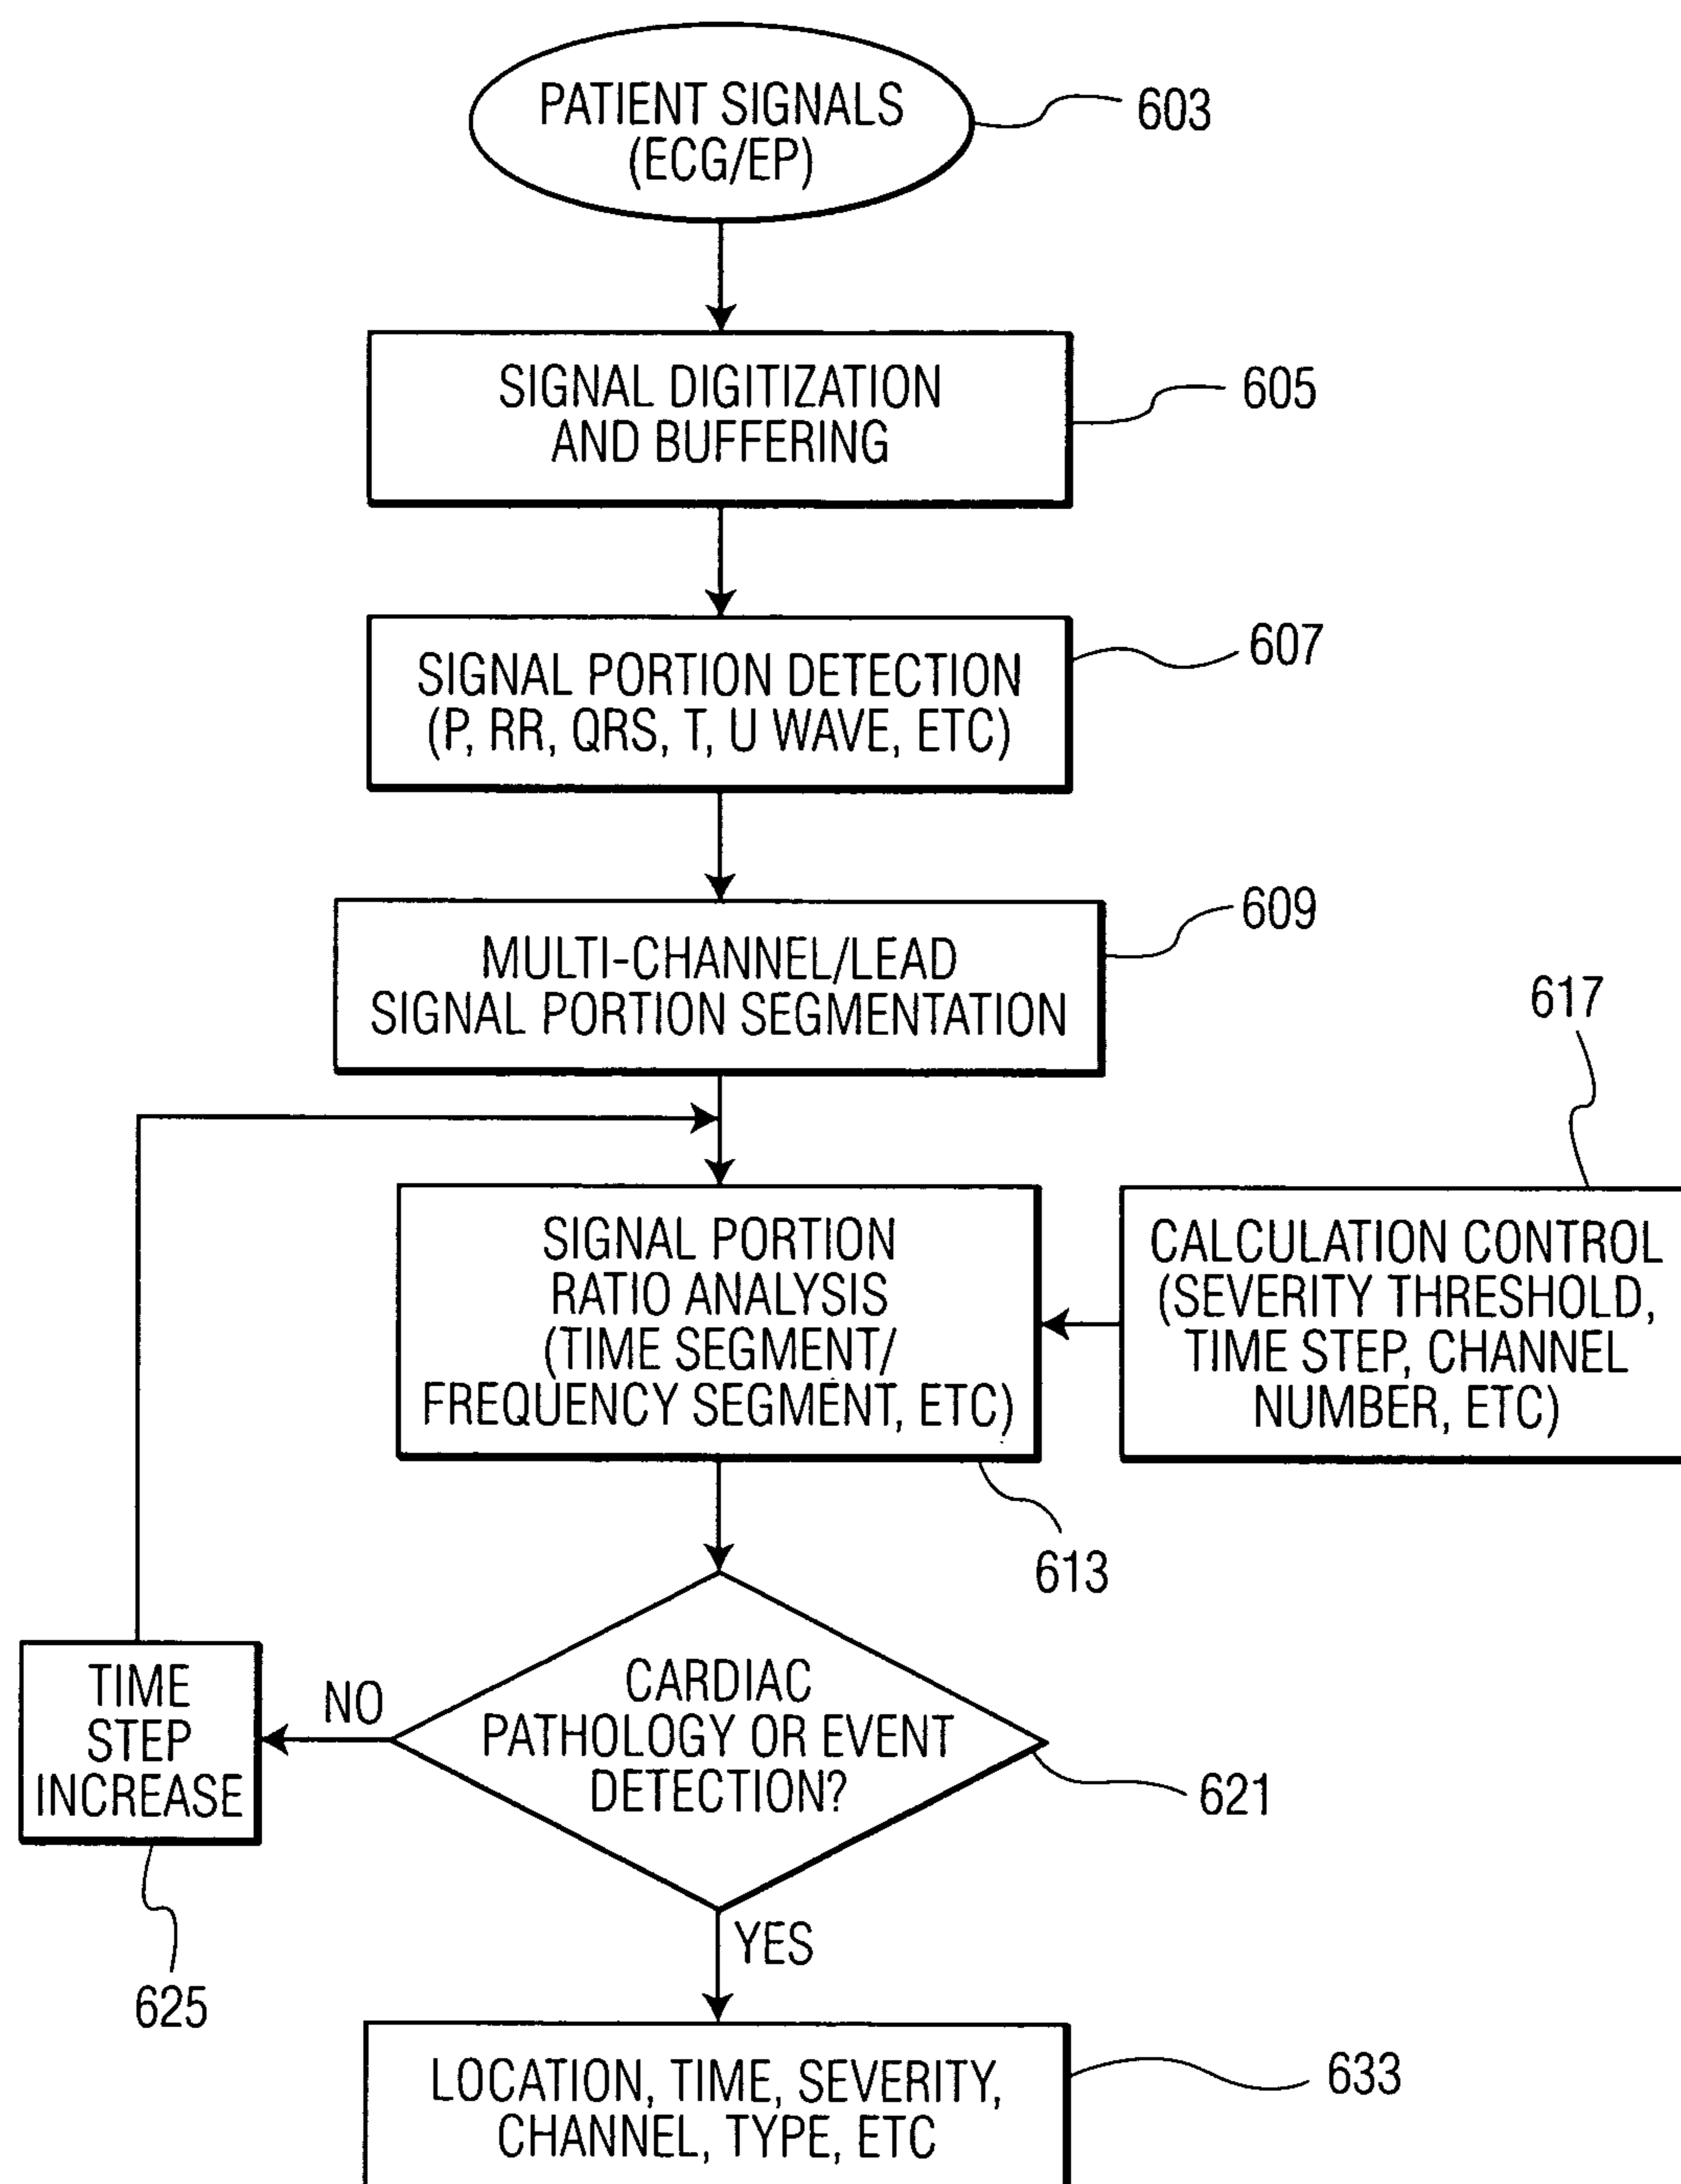 PATIENT SIGNALS
(ECG/EP)
603
SIGNAL DIGITIZATION
AND BUFFERING
605
SIGNAL PORTION DETECTION
(P, RR, QRS, T, U WAVE, ETC)
607
MULTI-CHANNEL/LEAD
SIGNAL PORTION SEGMENTATION
609
617
SIGNAL PORTION
RATIO ANALYSIS
(TIME SEGMENT/
FREQUENCY SEGMENT, ETC)
CALCULATION CONTROL
(SEVERITY THRESHOLD,
TIME STEP, CHANNEL
NUMBER, ETC)
613
TIME
STEP
INCREASE
NO
CARDIAC
PATHOLOGY OR EVENT
DETECTION?
621
625
YES
LOCATION, TIME, SEVERITY,
CHANNEL, TYPE, ETC
633